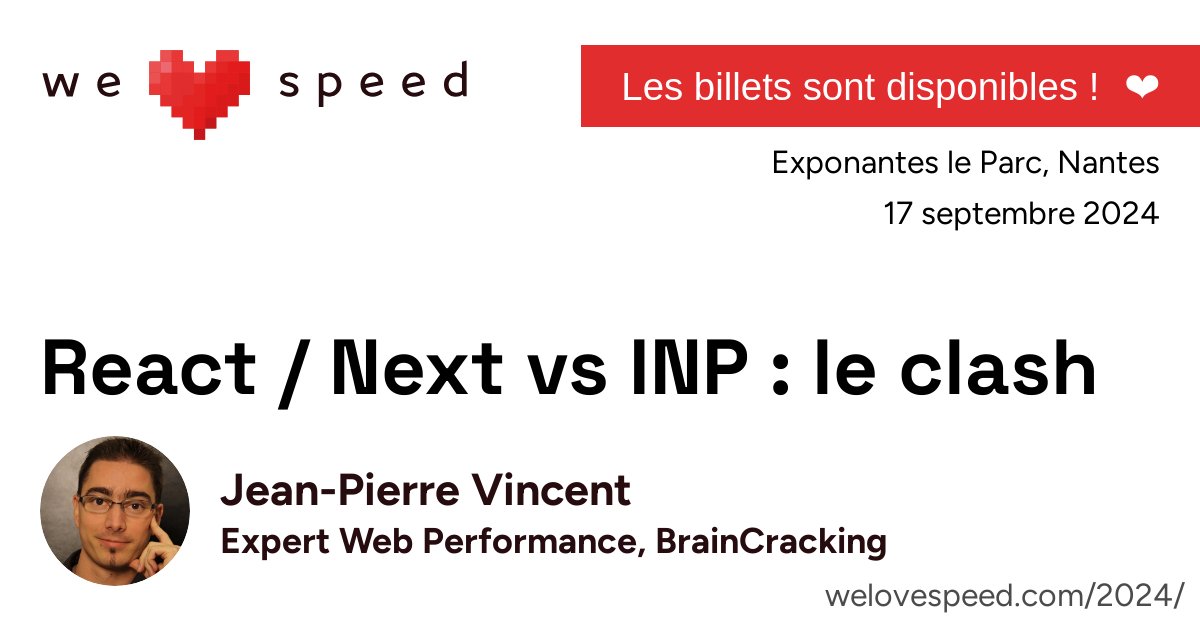 we speed
Les billets sont disponibles ! ❤
Exponantes le Parc, Nantes
17 septembre 2024
React / Next vs INP : le clash
Jean-Pierre Vincent
Expert Web Performance, BrainCracking
welovespeed.com/2024/